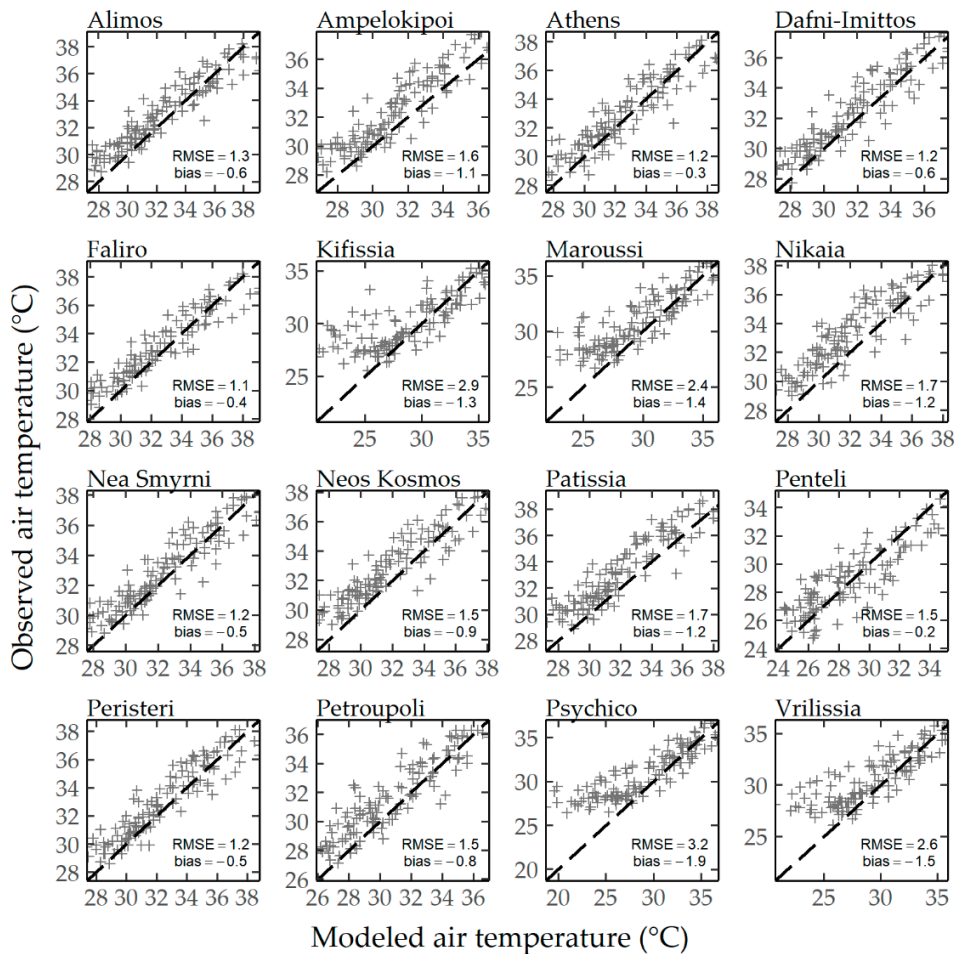 Observed air temperature (°C)
Alimos
Ampelokipoi
Athens
Dafni-Imittos
38
36
34
32
30
28
RMSE = 1.3
bias = −0.6
28 30 32 34 36 38
36
34
32
30
28
RMSE = 1.6
bias = −1.1
28 30 32 34 36
38
36
34
32
30
28
RMSE = 1.2
bias = −0.3
28 30 32 34 36 38
36
34
32
30
28
RMSE = 1.2
bias = −0.6
28 30 32 34 36
Faliro
Kifissia
Maroussi
Nikaia
38
36
34
32
30
28
RMSE = 1.1
bias = −0.4
28 30 32 34 36 38
35
30
25
RMSE = 2.9
bias = −1.3
25 30 35
35
30
25
RMSE = 2.4
bias = −1.4
25 30 35
38
36
34
32
30
28
RMSE = 1.7
bias = −1.2
28 30 32 34 36 38
Nea Smyrni
Neos Kosmos
Patissia
Penteli
38
36
34
32
30
28
RMSE = 1.2
bias = −0.5
28 30 32 34 36 38
38
36
34
32
30
28
RMSE = 1.5
bias = −0.9
28 30 32 34 36 38
38
36
34
32
30
28
RMSE = 1.7
bias = −1.2
28 30 32 34 36 38
34
32
30
28
26
24
RMSE = 1.5
bias = −0.2
24 26 28 30 32 34
Peristeri
Petroupoli
Psychico
Vrilissia
38
36
34
32
30
28
RMSE = 1.2
bias = −0.5
28 30 32 34 36 38
36
34
32
30
28
26
RMSE = 1.5
bias = −0.8
26 28 30 32 34 36
35
30
25
20
RMSE = 3.2
bias = −1.9
20 25 30 35
35
30
25
RMSE = 2.6
bias = −1.5
25 30 35
Modeled air temperature (°C)